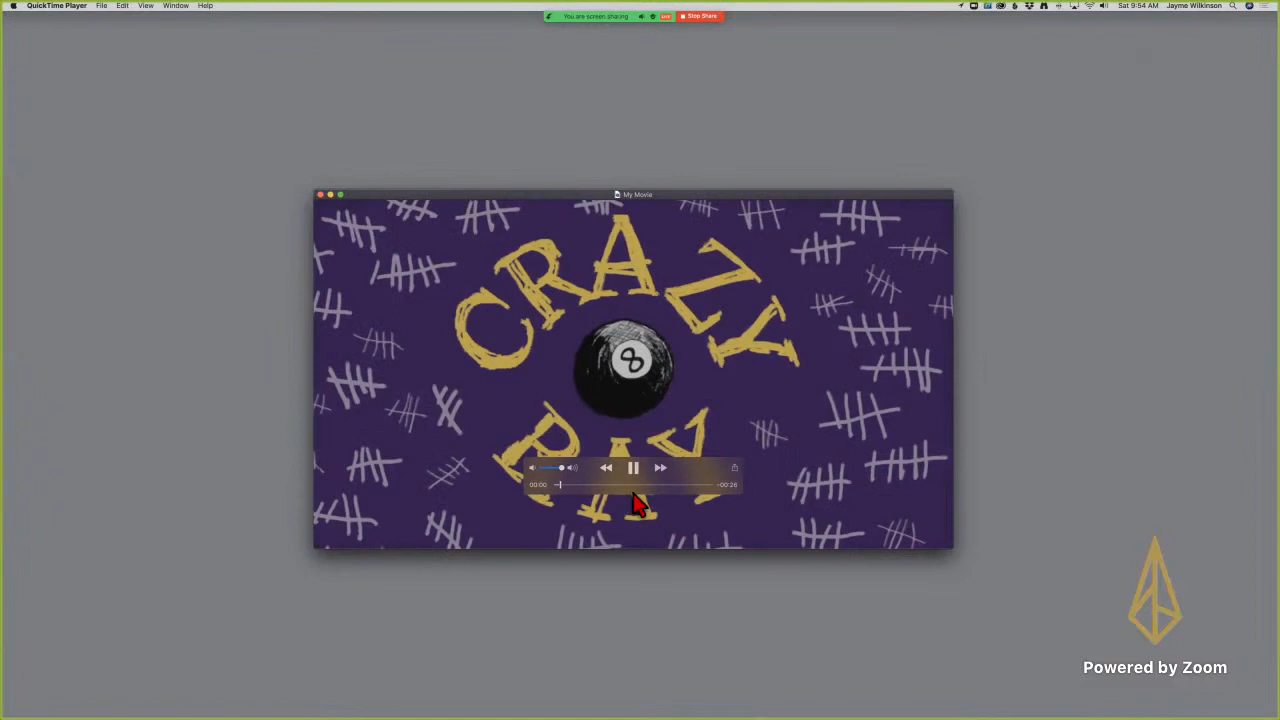 QuickTime Player File Edit View Window Help
Sat 9:54 AM Jayme Wilkinson
You are screen sharing LIVE Stop Share
My Movie
CRAZY
8
00:00 -00:26
Powered by Zoom